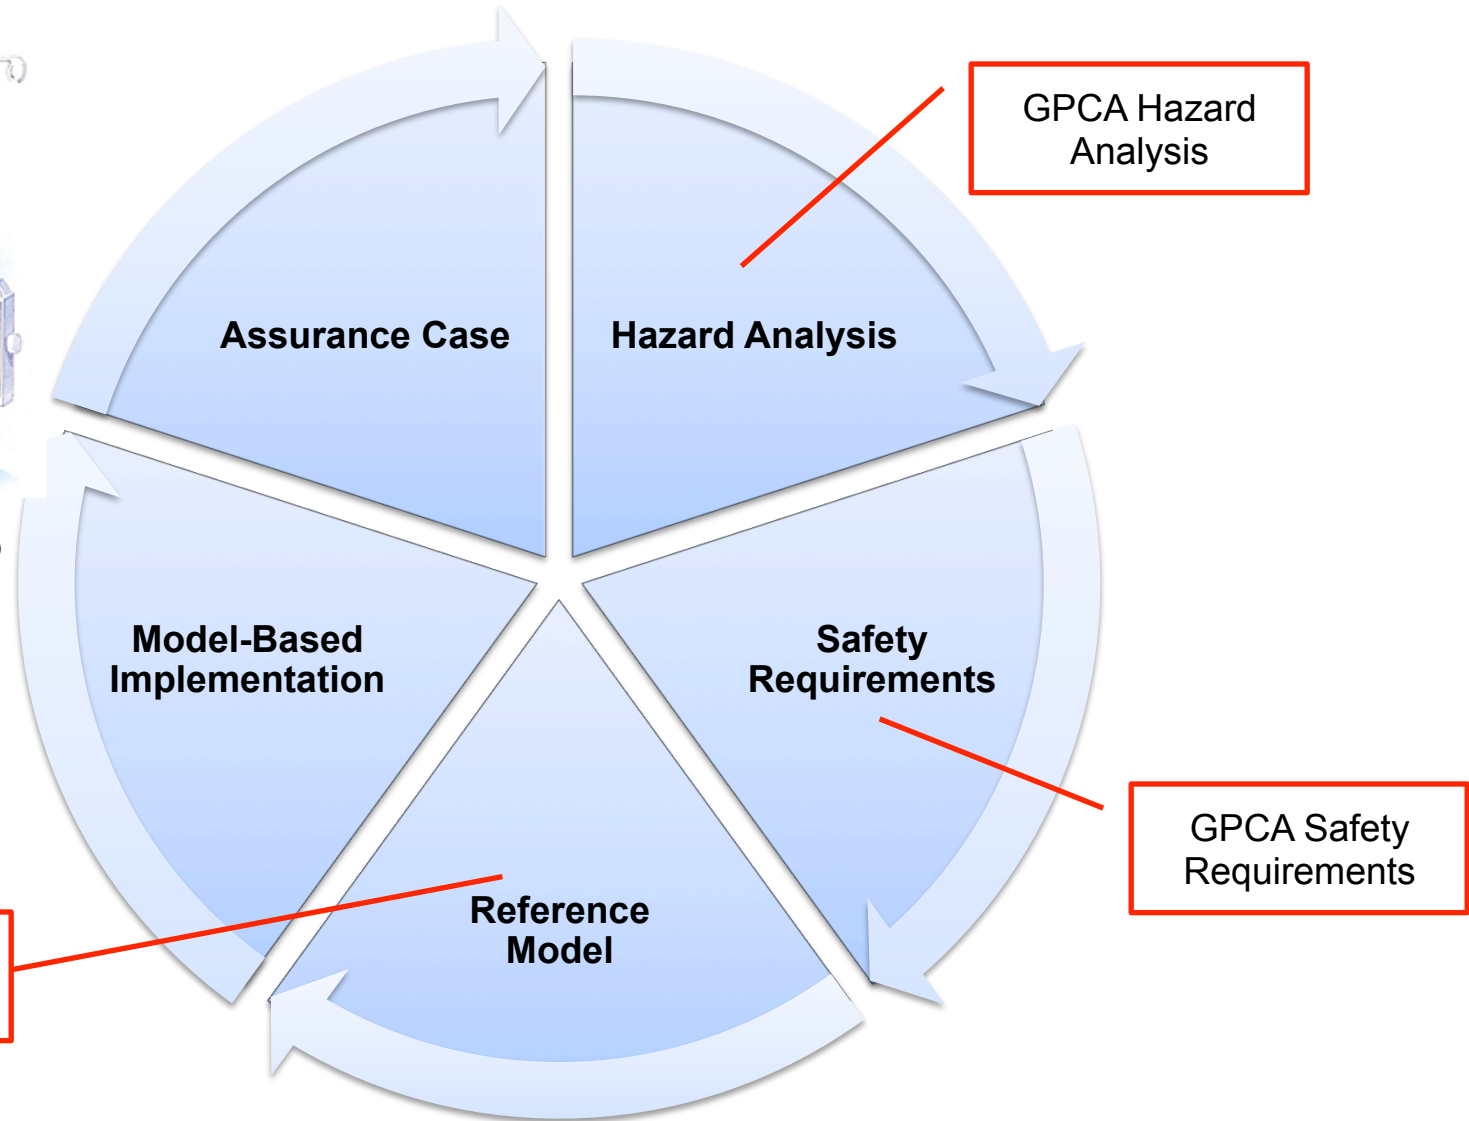 GPCA Hazard
Analysis
Assurance Case
Hazard Analysis
Model-Based
Implementation
Safety
Requirements
GPCA Safety
Requirements
Reference
Model